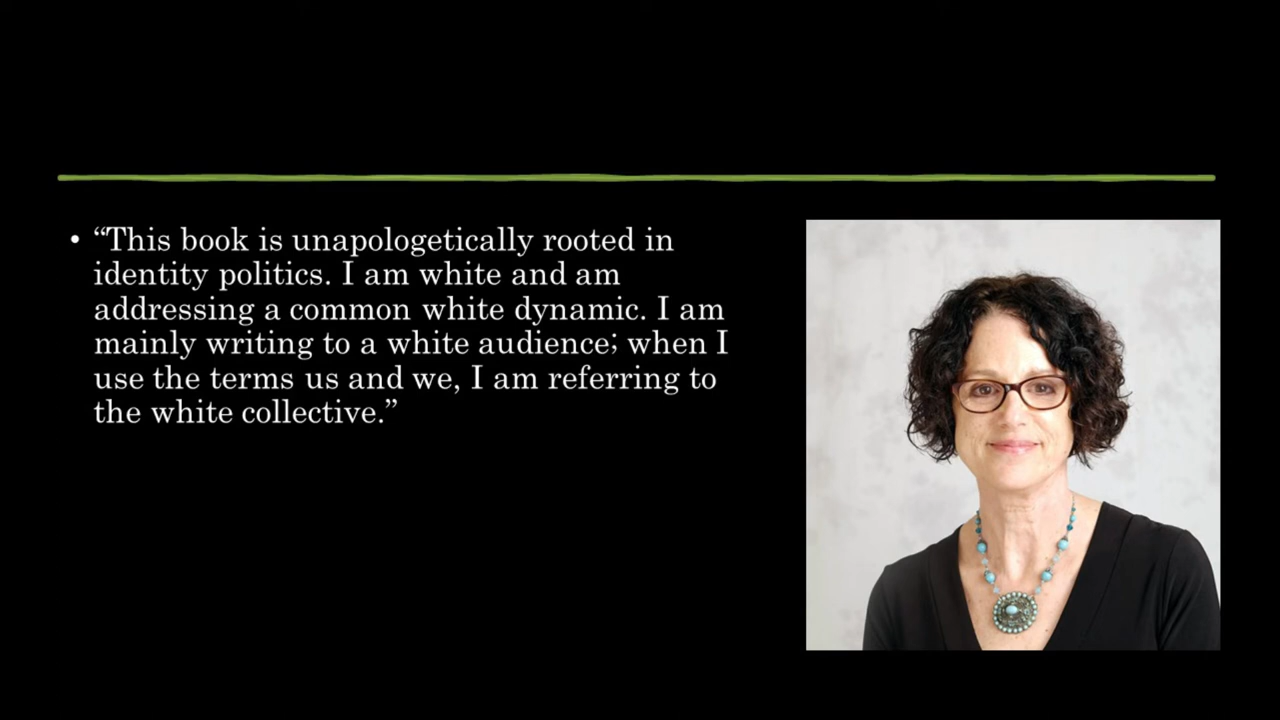 • “This book is unapologetically rooted in
identity politics. I am white and am
addressing a common white dynamic. I am
mainly writing to a white audience; when I
use the terms us and we, I am referring to
the white collective.”